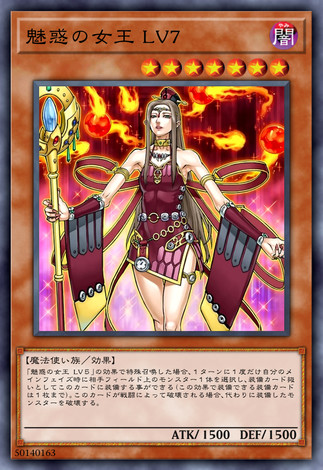 魅惑の女王 LV7
やみ
闇
【魔法使い族／効果】
「魅惑の女王 LV5」の効果で特殊召喚した場合、1ターンに1度だけ自分のメ
インフェイズ時に相手フィールド上のモンスター1体を選択し、装備カード扱い
としてこのカードに装備する事ができる(この効果で装備できる装備カード
は1枚まで)。このカードが戦闘によって破壊される場合、代わりに装備したモ
ンスターを破壊する。
ATK/1500 DEF/1500
S0140163